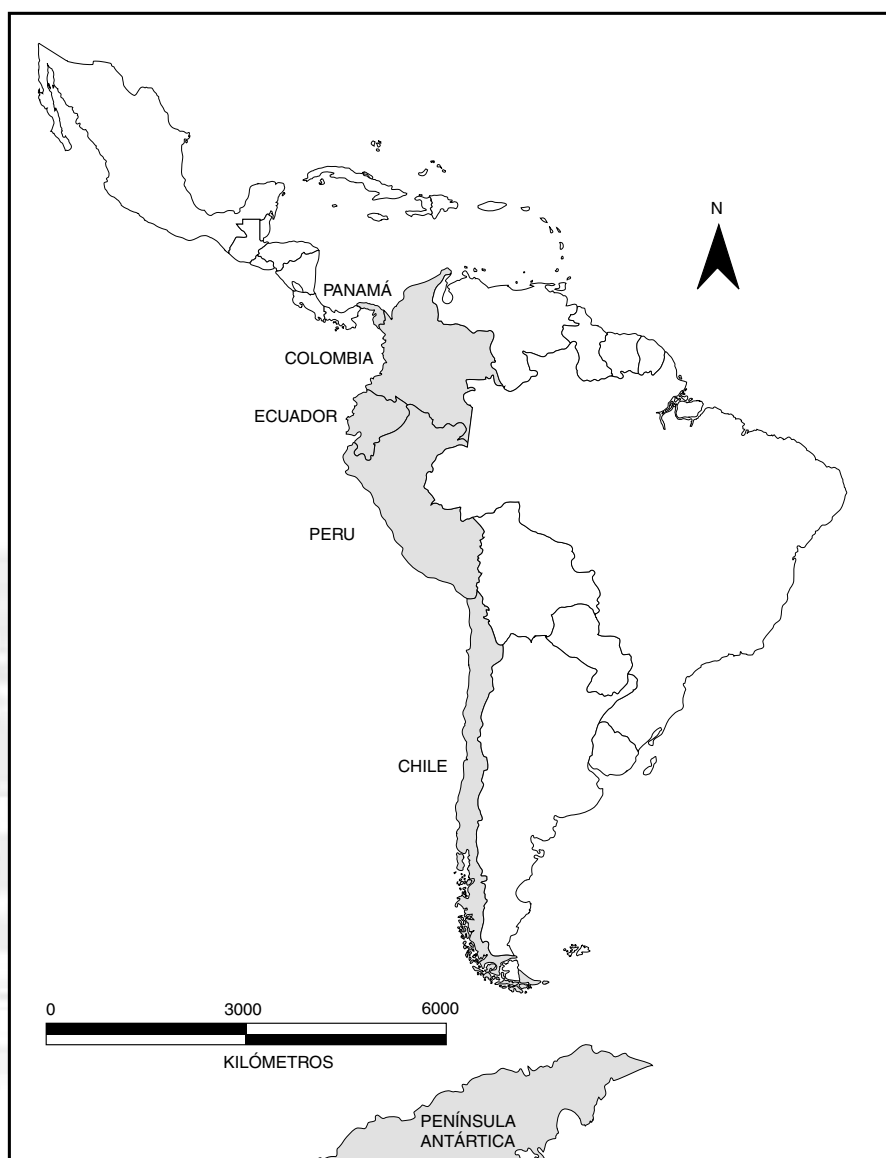 N
PANAMÁ
COLOMBIA
ECUADOR
PERU
CHILE
0 3000 6000
KILÓMETROS
PENÍNSULA
ANTÁRTICA